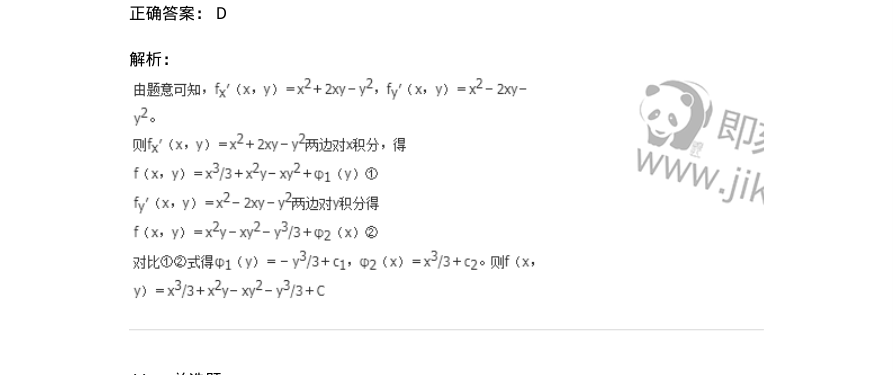 正确答案： D
解析：
由题意可知，fx′（x，y）=x²+2xy-y²，fy′（x，y）=x²-2xy-
y²。
则fx′（x，y）=x²+2xy-y²两边对x积分，得
f（x，y）=x³/3+x²y-xy²+φ₁（y）①
fy′（x，y）=x²-2xy-y²两边对y积分得
f（x，y）=x²y-xy²-y³/3+φ₂（x）②
对比①②式得φ₁（y）=-y³/3+c₁，φ₂（x）=x³/3+c₂。则f（x，
y）=x³/3+x²y-xy²-y³/3+C
www.jik